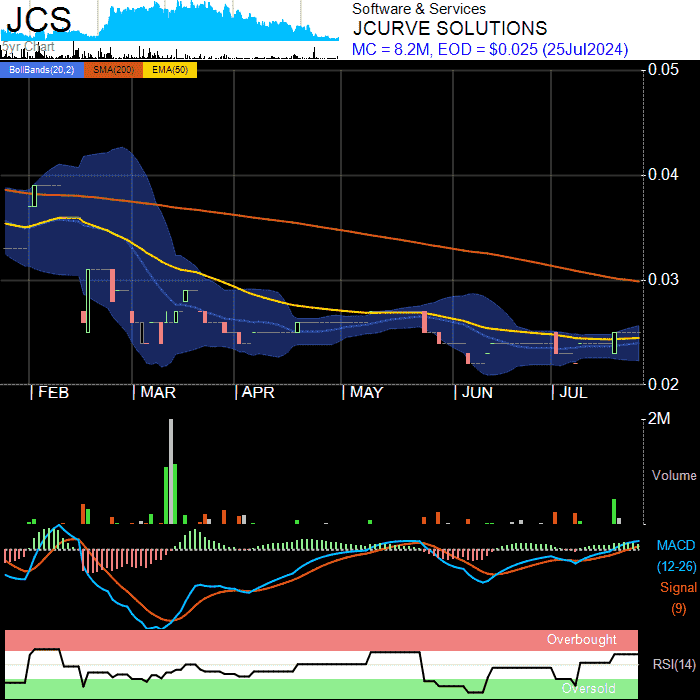 JCS
5yr Chart
Software & Services
JCURVE SOLUTIONS
MC = 8.2M, EOD = $0.025 (25Jul2024)
BollBands(20,2) SMA(200) EMA(50)
0.05
0.04
0.03
0.02
| FEB | MAR | APR | MAY | JUN | JUL
2M
Volume
MACD
(12-26)
Signal
(9)
Overbought
RSI(14)
Oversold